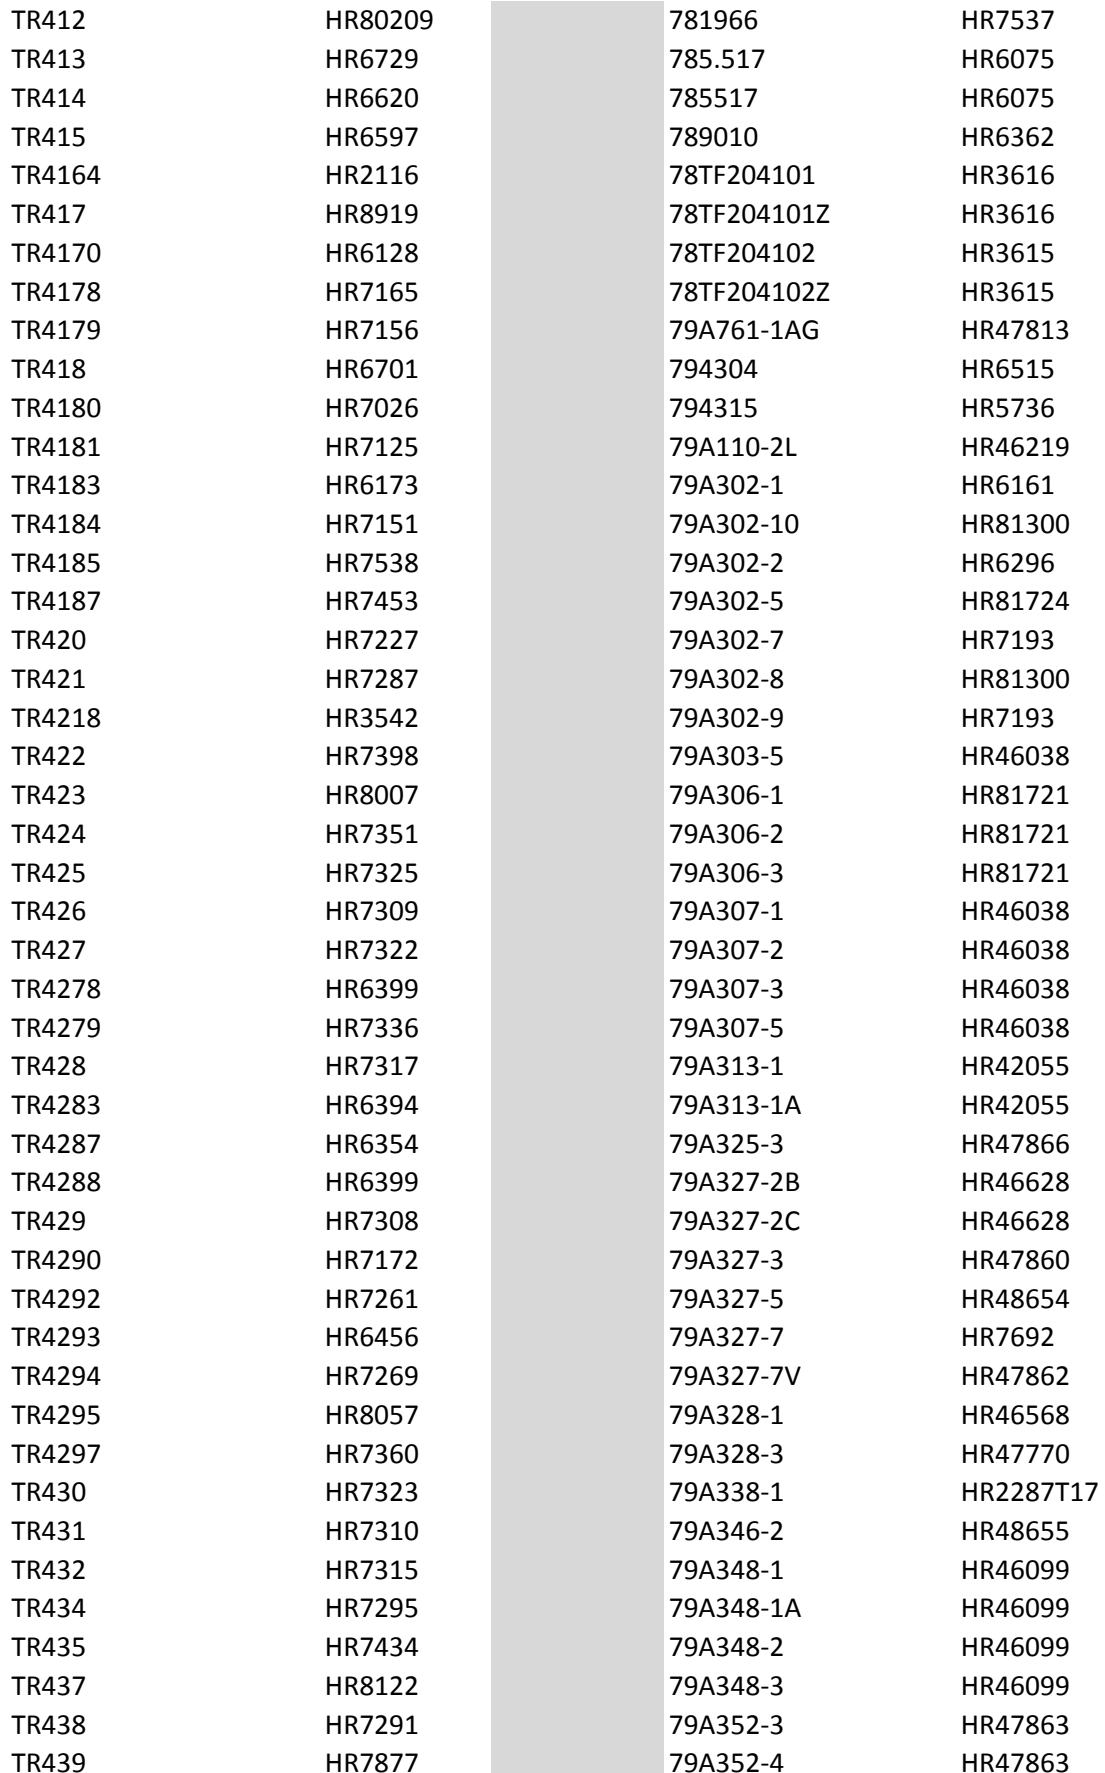 TR412 HR80209 781966 HR7537
TR413 HR6729 785.517 HR6075
TR414 HR6620 785517 HR6075
TR415 HR6597 789010 HR6362
TR4164 HR2116 78TF204101 HR3616
TR417 HR8919 78TF204101Z HR3616
TR4170 HR6128 78TF204102 HR3615
TR4178 HR7165 78TF204102Z HR3615
TR4179 HR7156 79A761-1AG HR47813
TR418 HR6701 794304 HR6515
TR4180 HR7026 794315 HR5736
TR4181 HR7125 79A110-2L HR46219
TR4183 HR6173 79A302-1 HR6161
TR4184 HR7151 79A302-10 HR81300
TR4185 HR7538 79A302-2 HR6296
TR4187 HR7453 79A302-5 HR81724
TR420 HR7227 79A302-7 HR7193
TR421 HR7287 79A302-8 HR81300
TR4218 HR3542 79A302-9 HR7193
TR422 HR7398 79A303-5 HR46038
TR423 HR8007 79A306-1 HR81721
TR424 HR7351 79A306-2 HR81721
TR425 HR7325 79A306-3 HR81721
TR426 HR7309 79A307-1 HR46038
TR427 HR7322 79A307-2 HR46038
TR4278 HR6399 79A307-3 HR46038
TR4279 HR7336 79A307-5 HR46038
TR428 HR7317 79A313-1 HR42055
TR4283 HR6394 79A313-1A HR42055
TR4287 HR6354 79A325-3 HR47866
TR4288 HR6399 79A327-2B HR46628
TR429 HR7308 79A327-2C HR46628
TR4290 HR7172 79A327-3 HR47860
TR4292 HR7261 79A327-5 HR48654
TR4293 HR6456 79A327-7 HR7692
TR4294 HR7269 79A327-7V HR47862
TR4295 HR8057 79A328-1 HR46568
TR4297 HR7360 79A328-3 HR47770
TR430 HR7323 79A338-1 HR2287T17
TR431 HR7310 79A346-2 HR48655
TR432 HR7315 79A348-1 HR46099
TR434 HR7295 79A348-1A HR46099
TR435 HR7434 79A348-2 HR46099
TR437 HR8122 79A348-3 HR46099
TR438 HR7291 79A352-3 HR47863
TR439 HR7877 79A352-4 HR47863